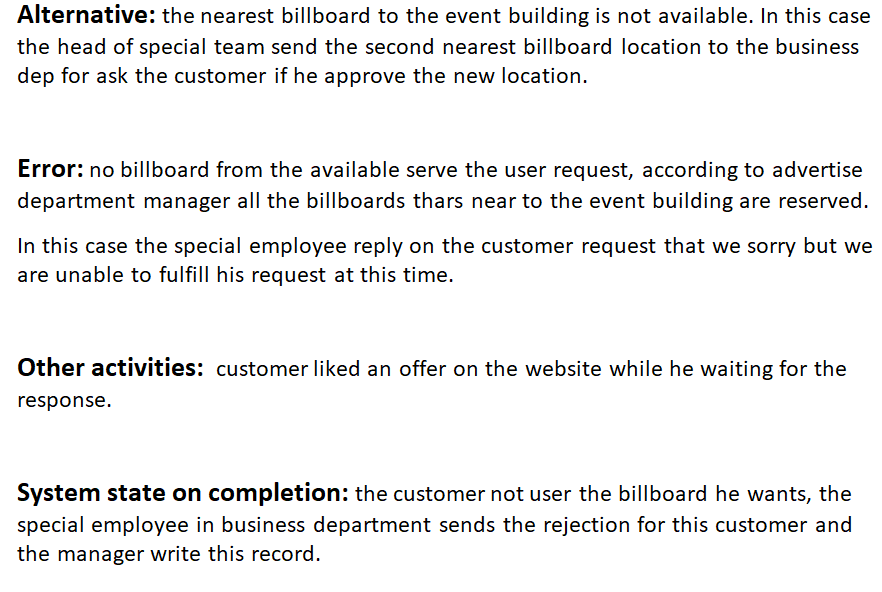 Alternative: the nearest billboard to the event building is not available. In this case
the head of special team send the second nearest billboard location to the business
dep for ask the customer if he approve the new location.
Error: no billboard from the available serve the user request, according to advertise
department manager all the billboards thars near to the event building are reserved.
In this case the special employee reply on the customer request that we sorry but we
are unable to fulfill his request at this time.
Other activities: customer liked an offer on the website while he waiting for the
response.
System state on completion: the customer not user the billboard he wants, the
special employee in business department sends the rejection for this customer and
the manager write this record.